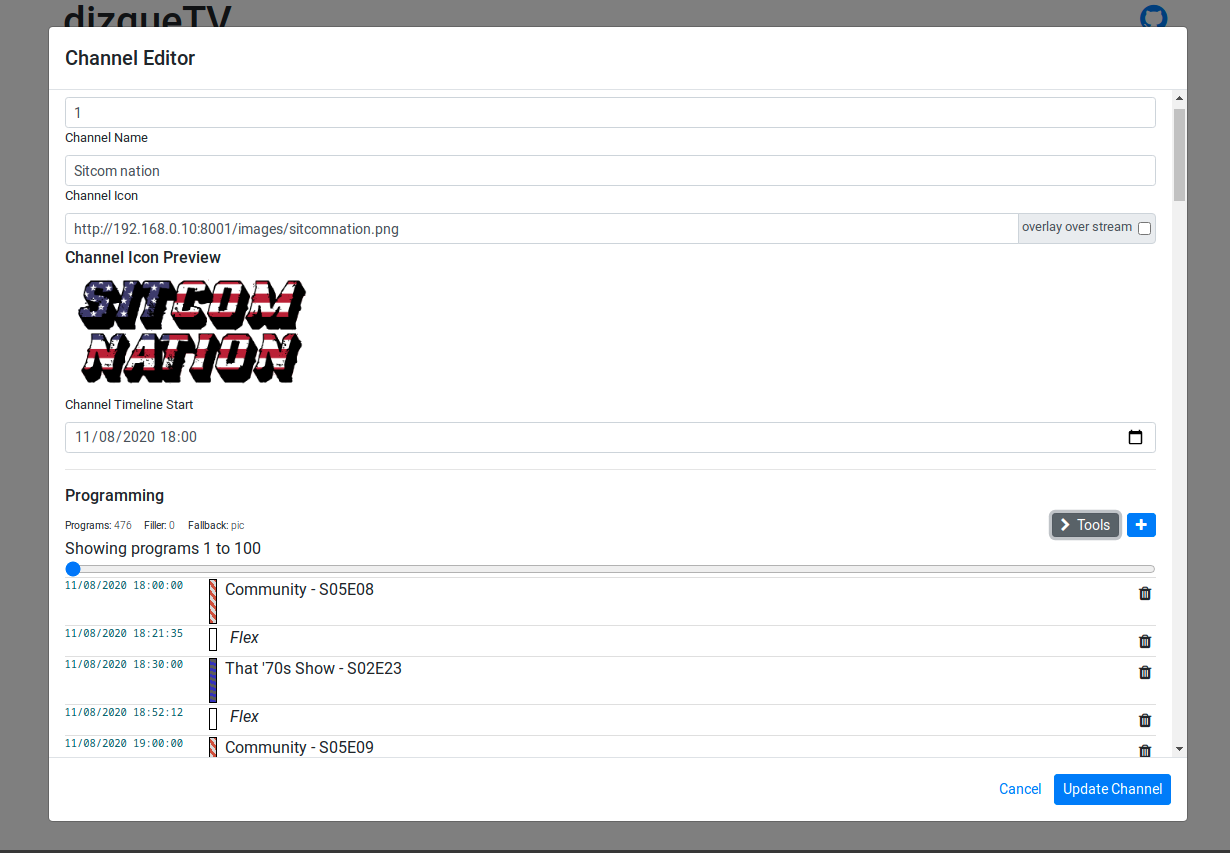 dizqueTV
Channel Editor
1
Channel Name
Sitcom nation
Channel Icon
http://192.168.0.10:8001/images/sitcomnation.png
overlay over stream
Channel Icon Preview
SITCOM
NATION
Channel Timeline Start
11/08/2020 18:00
Programming
Programs: 476 Filler: 0 Fallback: pic
Tools
Showing programs 1 to 100
11/08/2020 18:00:00 Community - S05E08
11/08/2020 18:21:35 Flex
11/08/2020 18:30:00 That '70s Show - S02E23
11/08/2020 18:52:12 Flex
11/08/2020 19:00:00 Community - S05E09
Cancel Update Channel